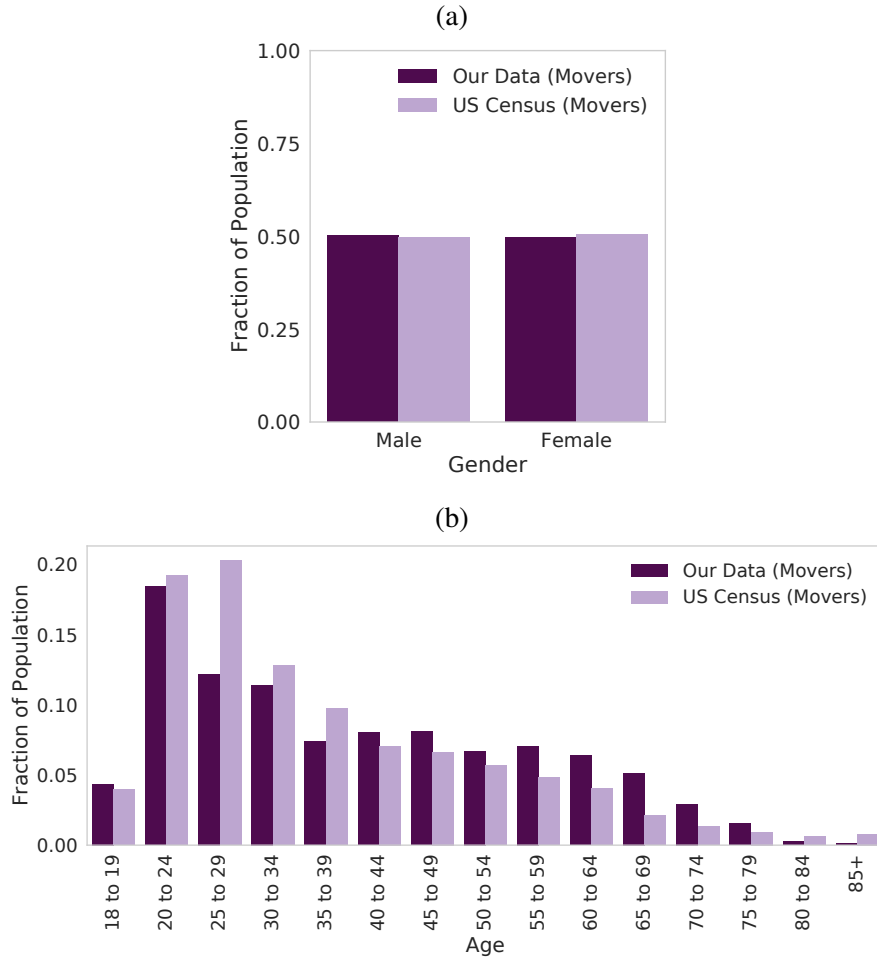 (a)
1.00
Our Data (Movers)
US Census (Movers)
0.75
0.50
0.25
0.00
Fraction of Population
Male Female
Gender
(b)
0.20
Our Data (Movers)
US Census (Movers)
0.15
0.10
0.05
0.00
Fraction of Population
18 to 19
20 to 24
25 to 29
30 to 34
35 to 39
40 to 44
45 to 49
50 to 54
55 to 59
60 to 64
65 to 69
70 to 74
75 to 79
80 to 84
85+
Age